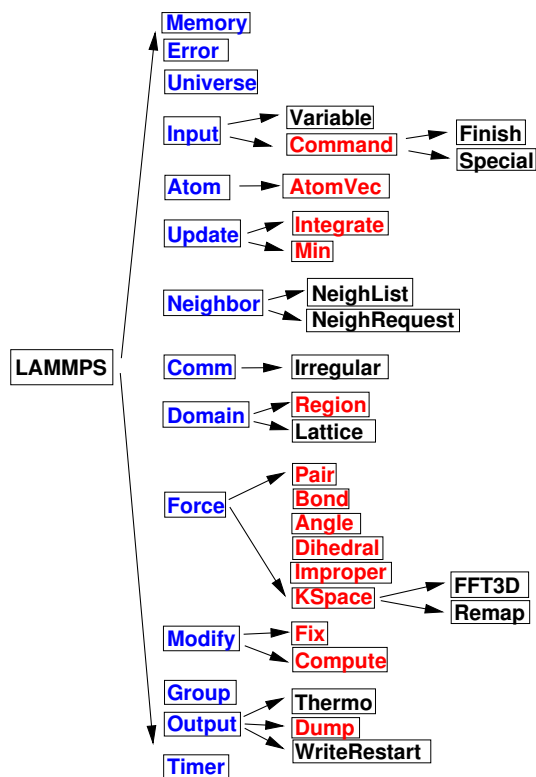 Memory
Error
Universe
Variable
Input
Command
Finish
Special
Atom
AtomVec
Integrate
Update
Min
NeighList
Neighbor
NeighRequest
LAMMPS
Comm
Irregular
Region
Domain
Lattice
Pair
Bond
Force
Angle
Dihedral
Improper
KSpace
FFT3D
Remap
Fix
Modify
Compute
Group
Thermo
Output
Dump
WriteRestart
Timer